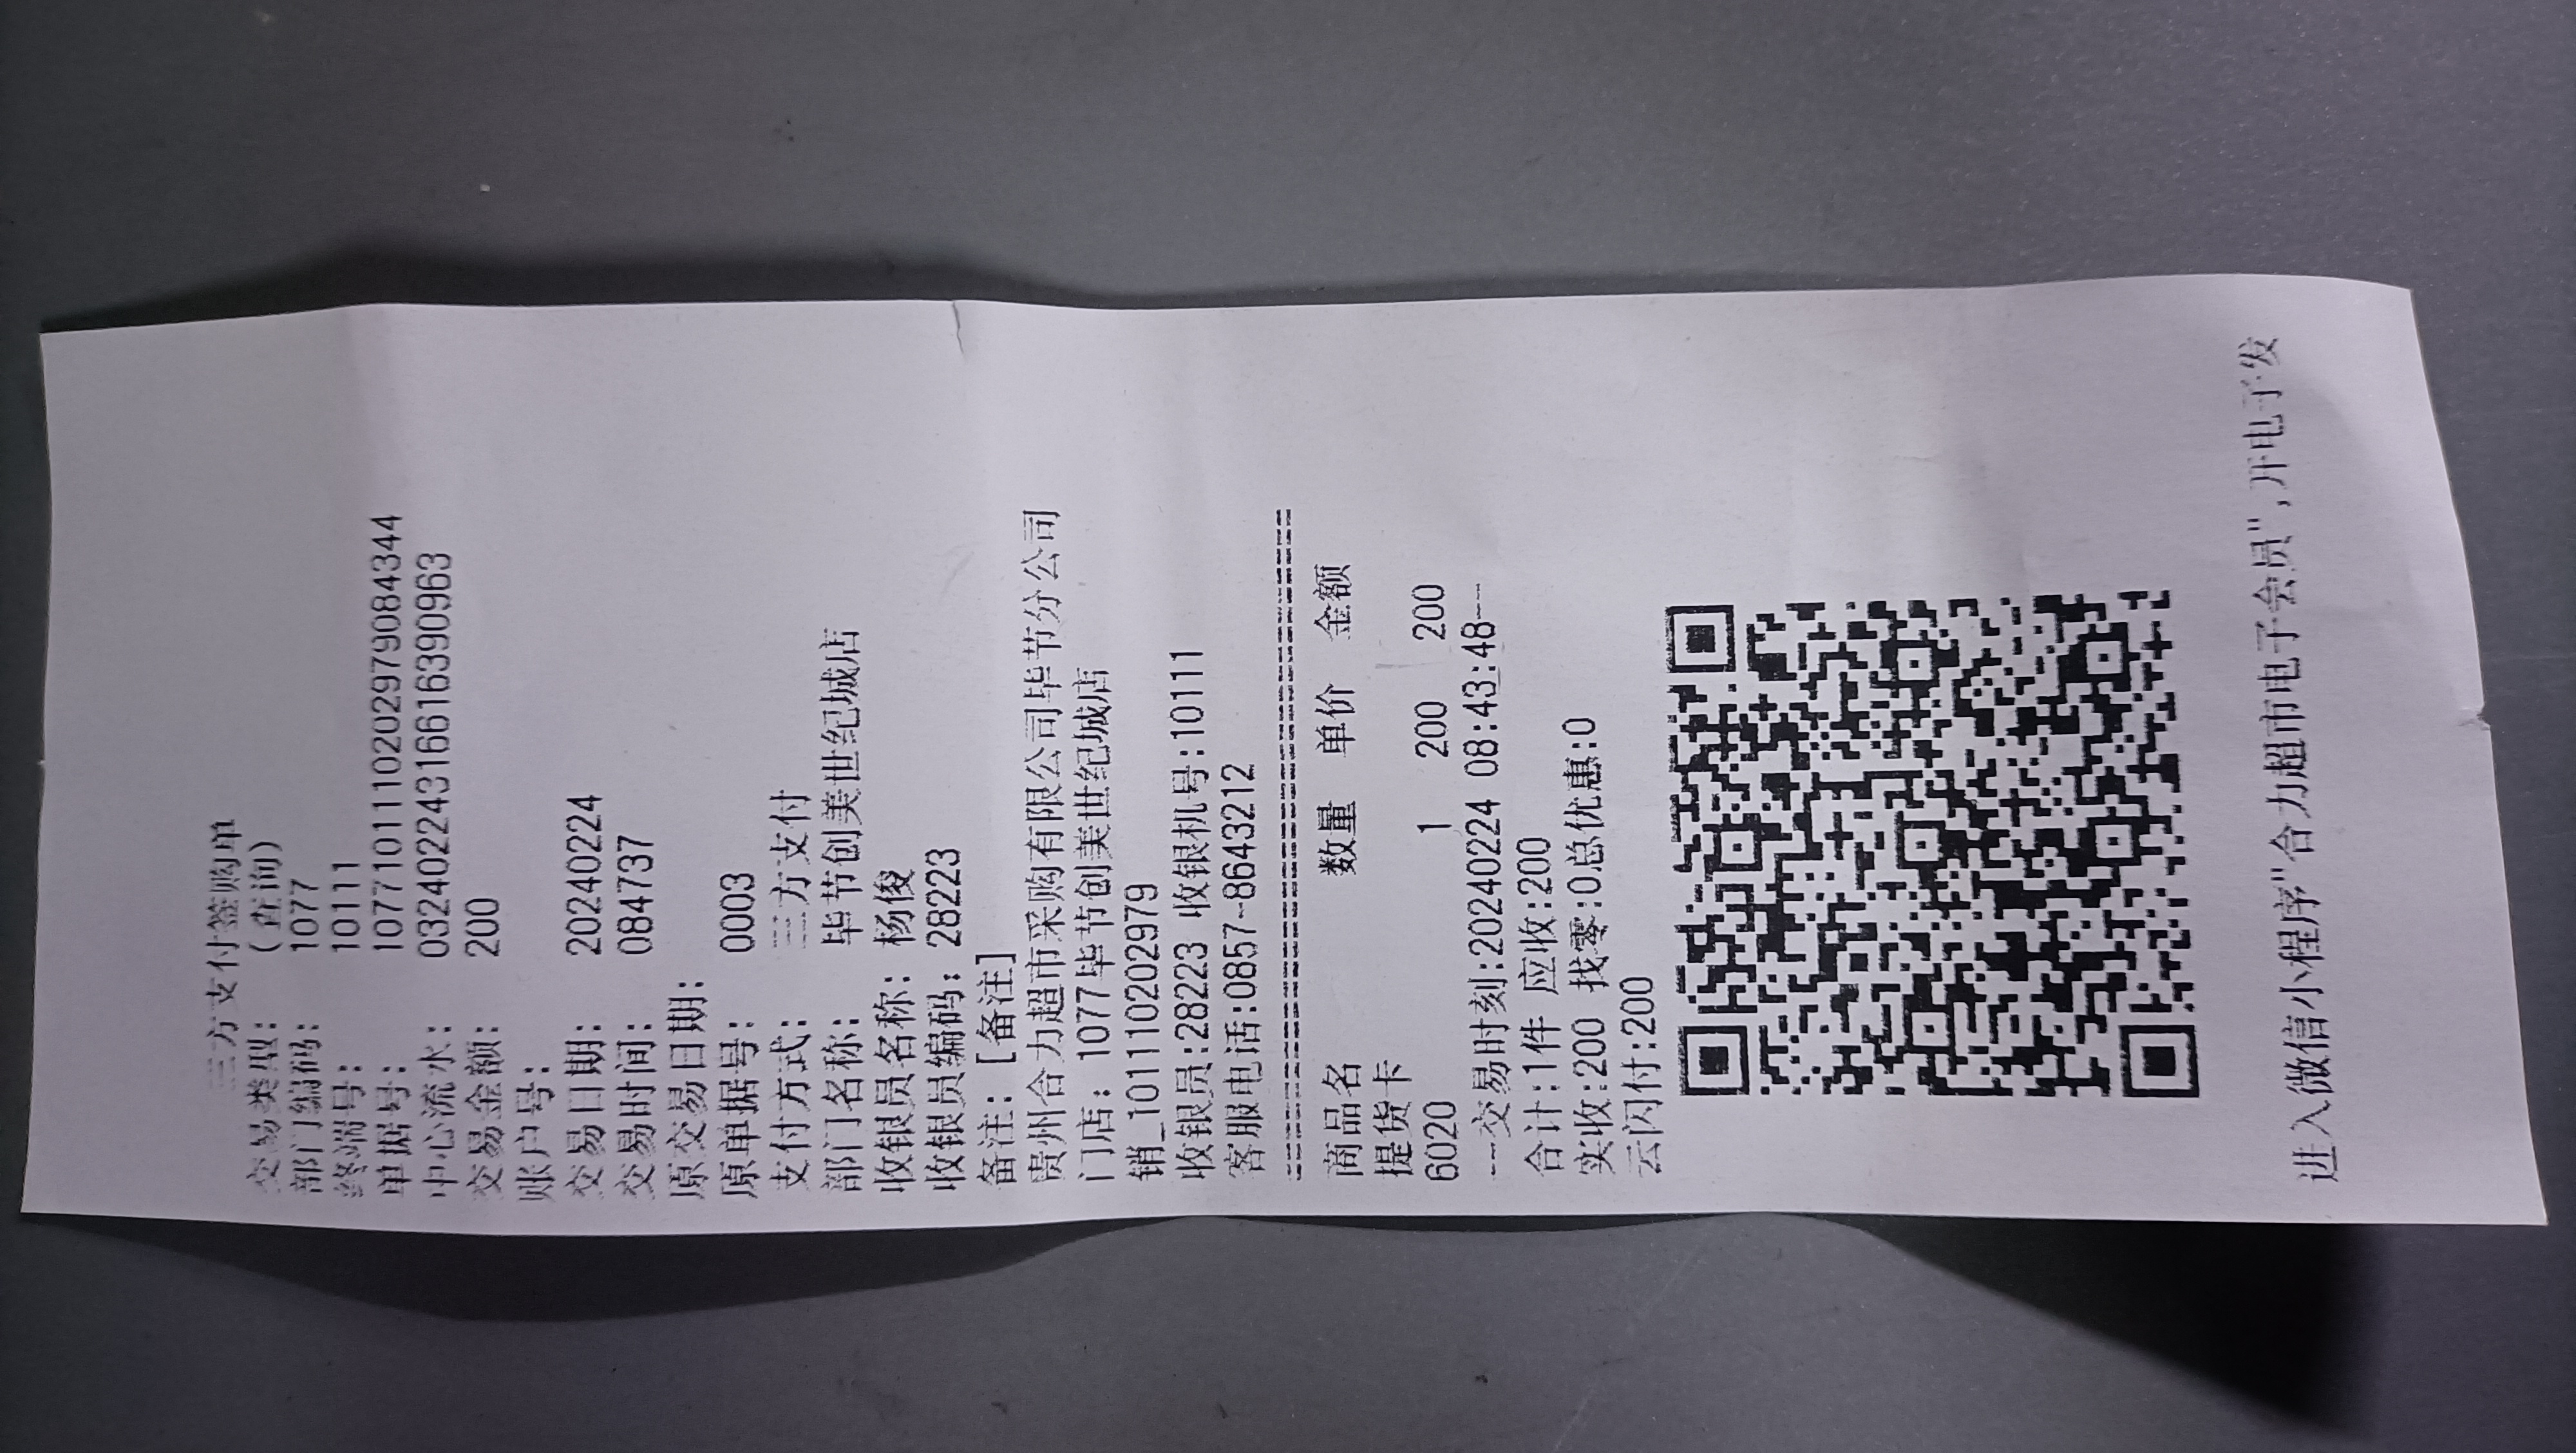 三方支付签购单
交易类型: (查询)
部门编码: 1077
终端号: 10111
单据号: 10771011110202979084344
中心流水: 03240224316616390963
交易金额: 200
账户号:
交易日期: 20240224
交易时间: 084737
原交易日期:
原单据号: 0003
支付方式: 三方支付
部门名称: 毕节创美世纪城店
收银员名称: 杨俊
收银员编码: 28223
备注: [备注]
贵州合力超市采购有限公司毕节分公司
门店: 1077毕节创美世纪城店
销_1011110202979
收银员:28223 收银机号:10111
客服电话:0857-8643212
商品名 数量 单价 金额
提货卡
6020 1 200 200
---交易时刻:20240224 08:43:48---
合计:1件 应收:200
实收:200 找零:0总优惠:0
云闪付:200
进入微信小程序"合力超市电子会员",开电子发